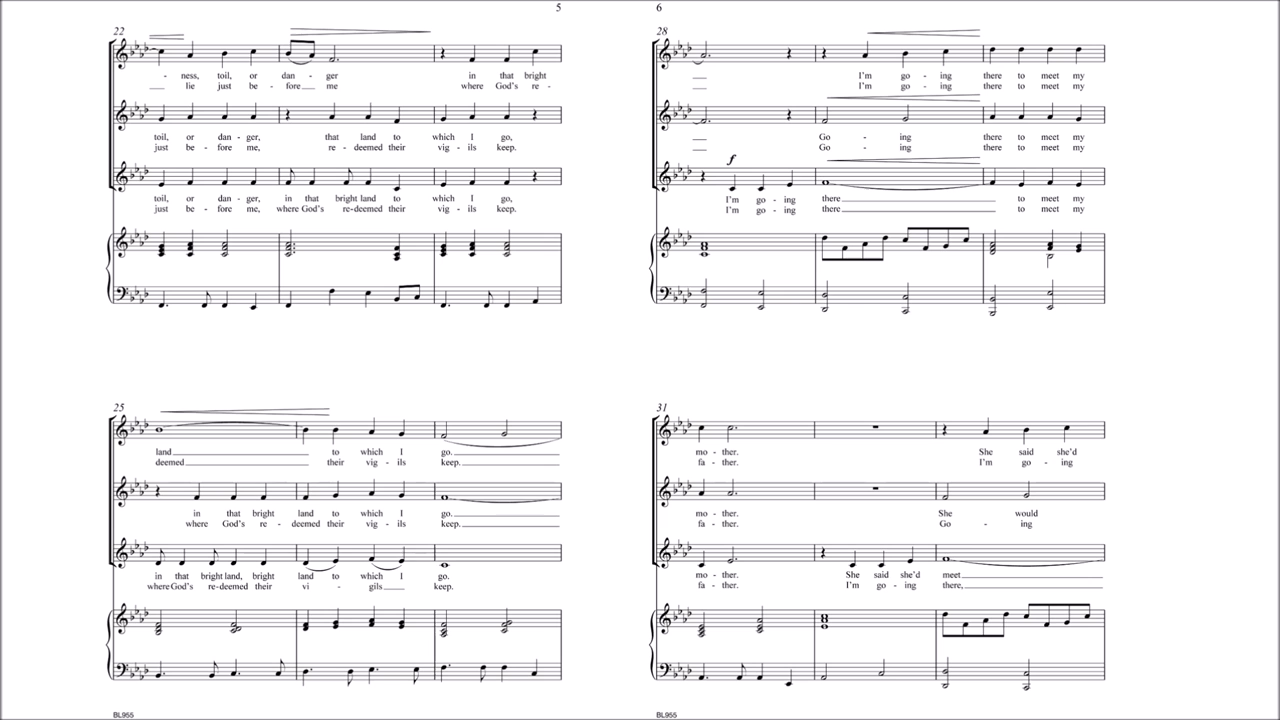 5
22
- ness, toil, or dan - ger in that bright
lie just be - fore me where God's re -
toil, or dan - ger, that land to which I go,
just be - fore me, re - deemed their vig - ils keep.
toil, or dan - ger, in that bright land to which I go,
just be - fore me, where God's re - deemed their vig - ils keep.
25
land to which I go.
deemed their vig - ils keep.
in that bright land to which I go.
where God's re - deemed their vig - ils keep.
in that bright land, bright land to which I go.
where God's re - deemed their vi - gils keep.
BL955
6
28
I'm go - ing there to meet my
I'm go - ing there to meet my
Go - ing there to meet my
Go - ing there to meet my
f
I'm go - ing there to meet my
I'm go - ing there to meet my
31
mo - ther. She said she'd
fa - ther. I'm go - ing
mo - ther. She would
fa - ther. Go - ing
mo - ther. She said she'd meet
fa - ther. I'm go - ing there,
BL955